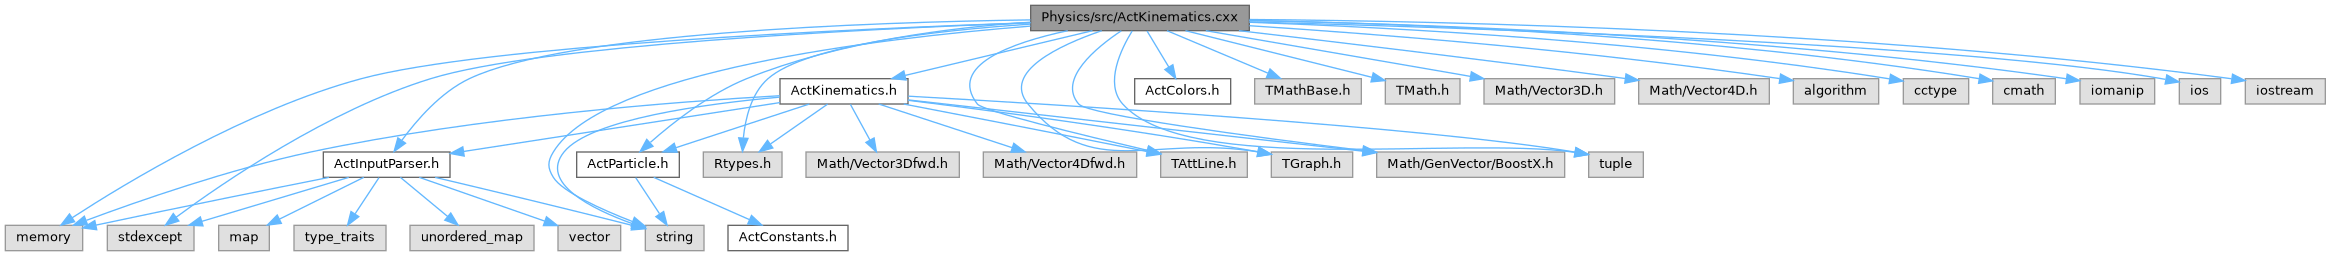 Physics/src/ActKinematics.cxx
ActKinematics.h
ActColors.h
TMathBase.h
TMath.h
Math/Vector3D.h
Math/Vector4D.h
algorithm
cctype
cmath
iomanip
ios
iostream
ActInputParser.h
ActParticle.h
Rtypes.h
Math/Vector3Dfwd.h
Math/Vector4Dfwd.h
TAttLine.h
TGraph.h
Math/GenVector/BoostX.h
tuple
memory
stdexcept
map
type_traits
unordered_map
vector
string
ActConstants.h